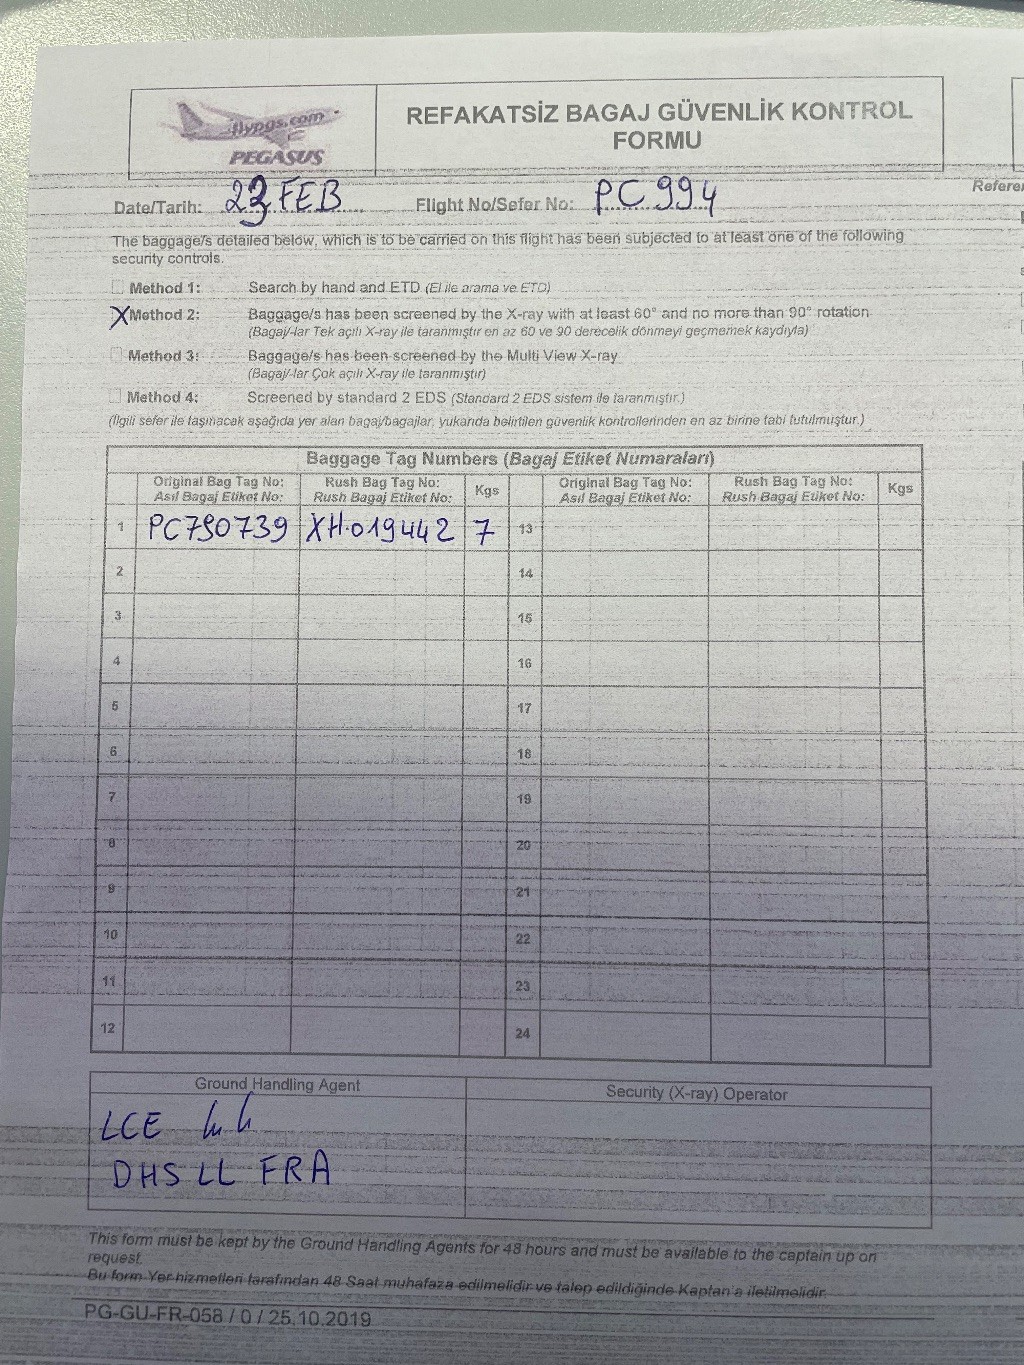 flypgs.com
PEGASUS
REFAKATSİZ BAGAJ GÜVENLİK KONTROL
FORMU
Date/Tarih: 23 FEB
Flight No/Sefer No: PC 994
The baggage/s detailed below, which is to be carried on this flight has been subjected to at least one of the following
security controls.
Method 1: Search by hand and ETD (El ile arama ve ETD)
X Method 2: Baggage/s has been screened by the X-ray with at least 60° and no more than 90° rotation
(Bagaj/-lar Tek açılı X-ray ile taranmıştır en az 60 ve 90 derecelik dönmeyi geçmemek kaydıyla)
Method 3: Baggage/s has been screened by the Multi View X-ray
(Bagaj/-lar Çok açılı X-ray ile taranmıştır)
Method 4: Screened by standard 2 EDS (Standard 2 EDS sistem ile taranmıştır.)
(İlgili sefer ile taşınacak aşağıda yer alan bagaj/bagajlar, yukarıda belirtilen güvenlik kontrollerinden en az birine tabi tutulmuştur.)
Baggage Tag Numbers (Bagaj Etiket Numaraları)
Original Bag Tag No: Rush Bag Tag No: Kgs Original Bag Tag No: Rush Bag Tag No: Kgs
Asıl Bagaj Etiket No: Rush Bagaj Etiket No: Asıl Bagaj Etiket No: Rush Bagaj Etiket No:
1 PC790739 XH.019442 7 13
2 14
3 15
4 16
5 17
6 18
7 19
8 20
9 21
10 22
11 23
12 24
Ground Handling Agent Security (X-ray) Operator
LCE
DHS LL FRA
This form must be kept by the Ground Handling Agents for 48 hours and must be available to the captain up on
request.
Bu form Yer hizmetleri tarafından 48 Saat muhafaza edilmelidir ve talep edildiğinde Kaptan'a iletilmelidir.
PG-GU-FR-058 / 0 / 25.10.2019